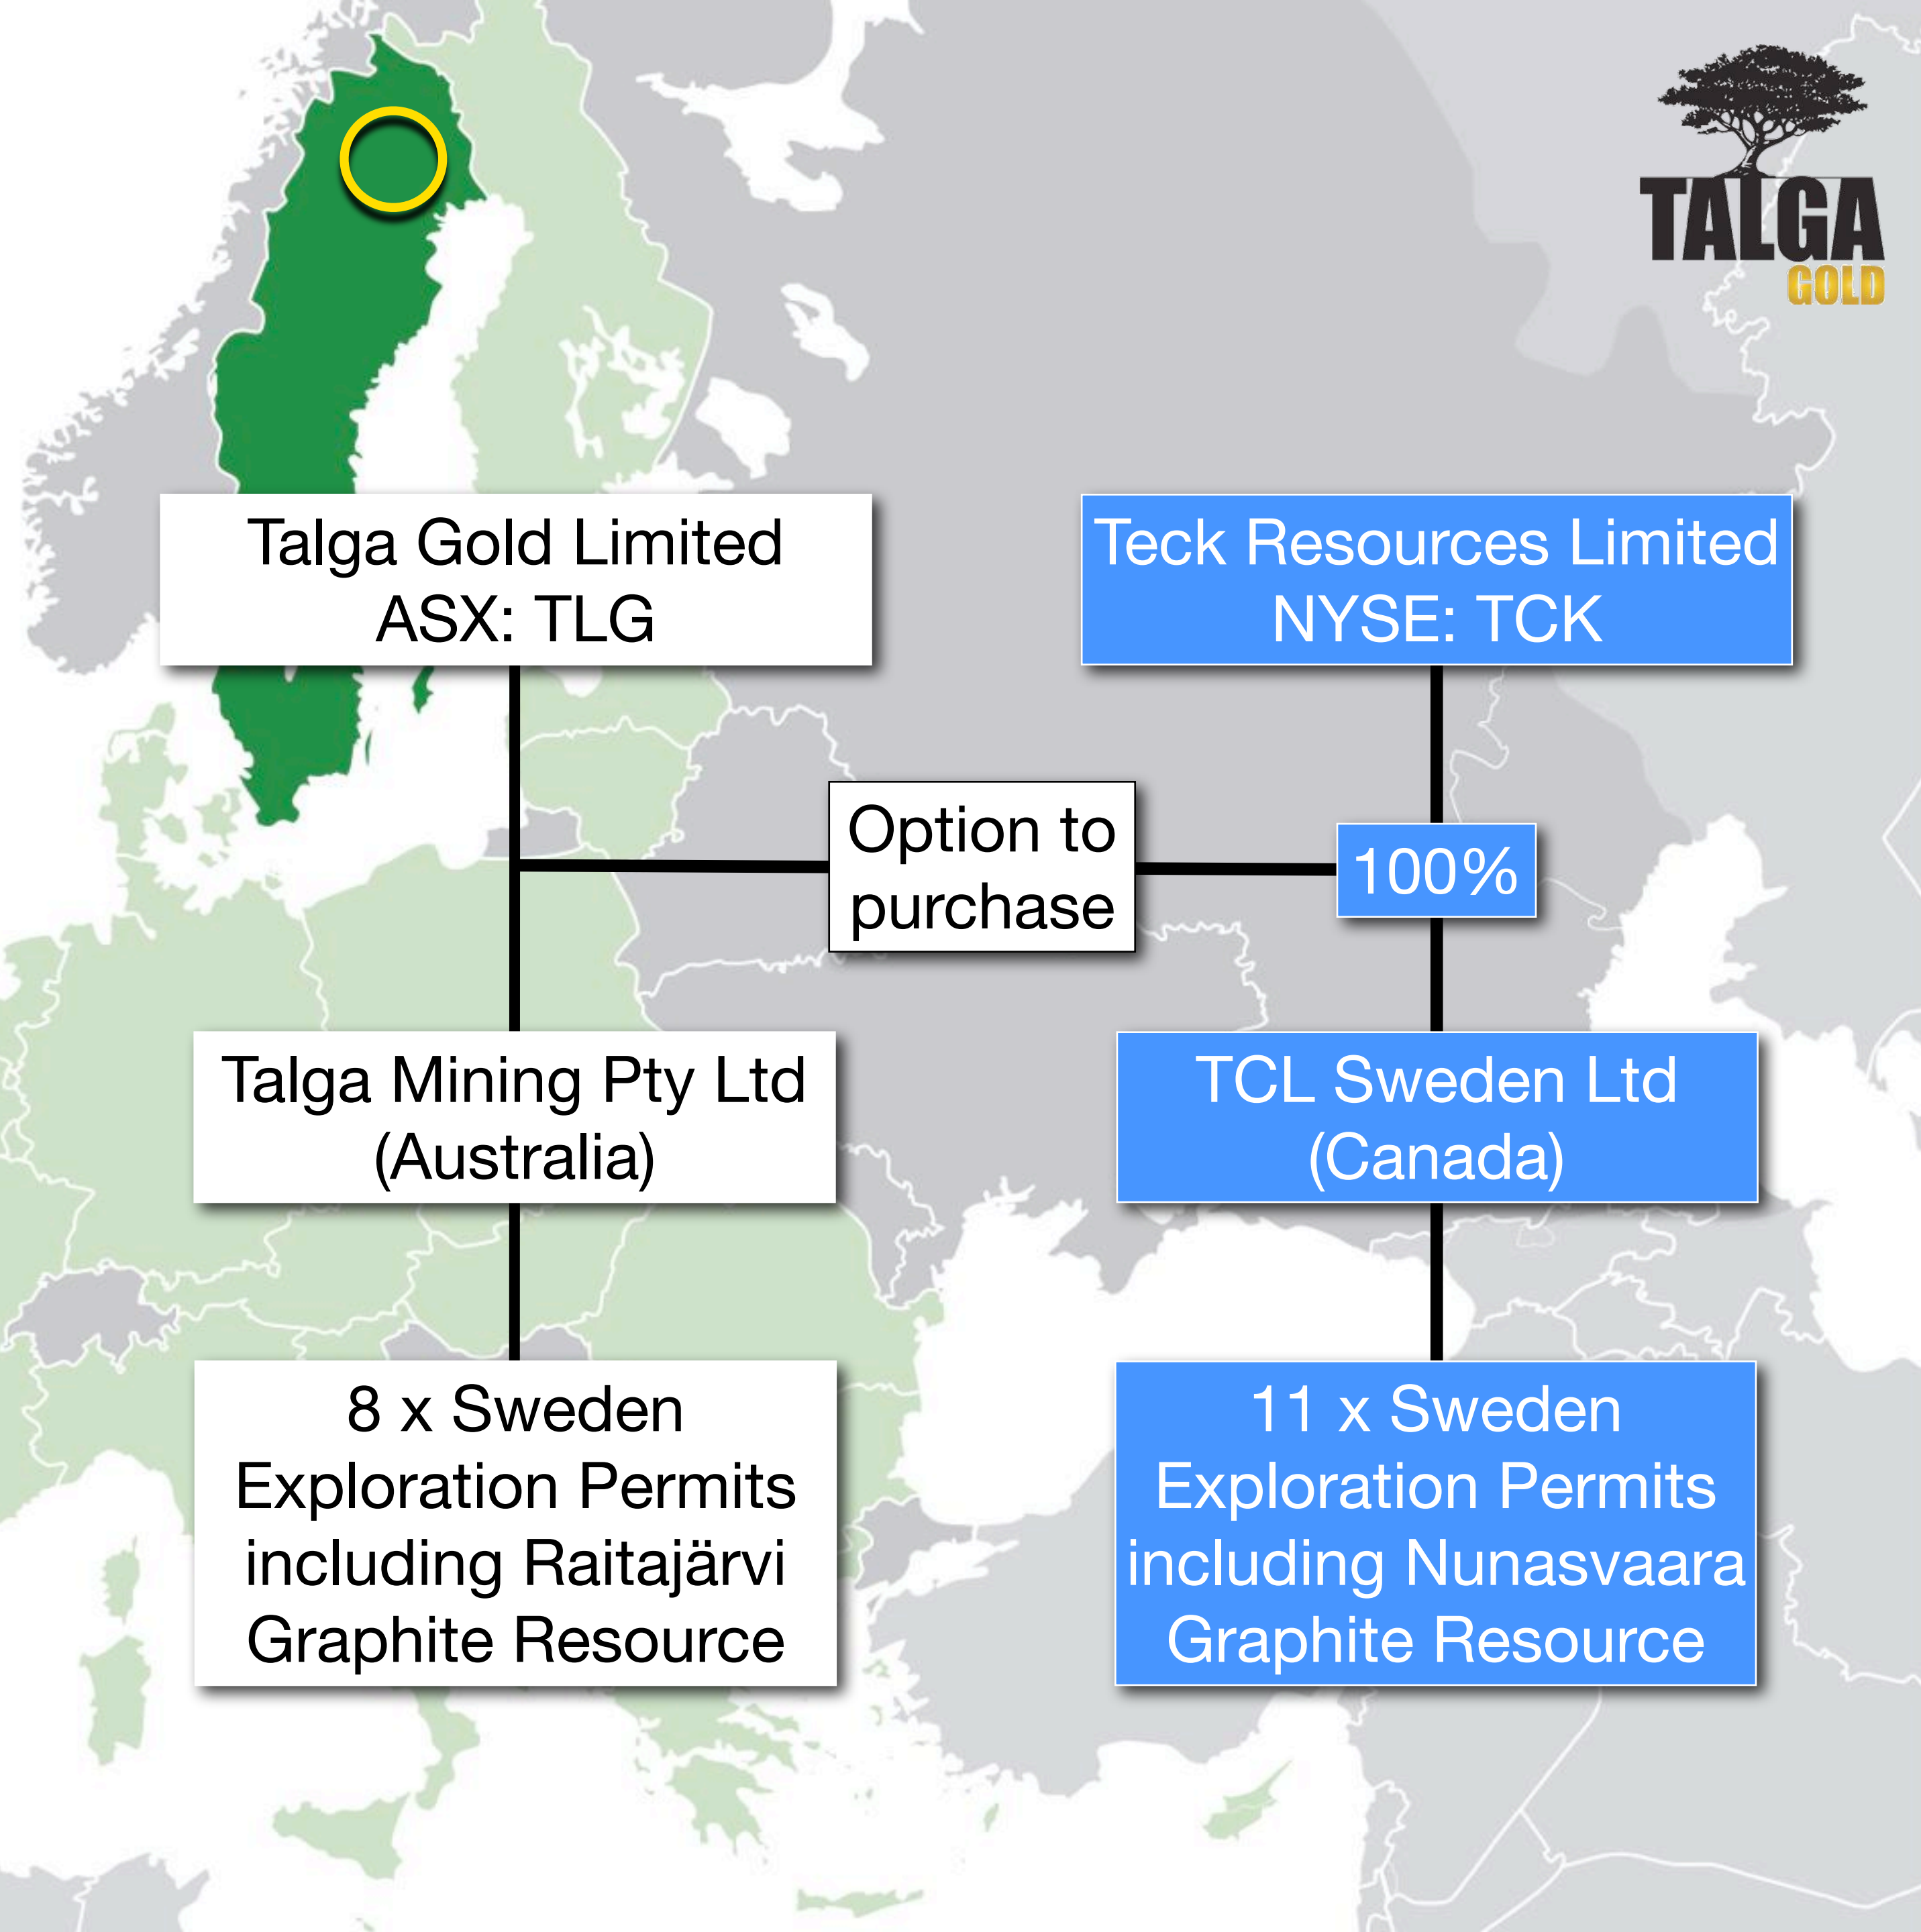 TALGA
GOLD
Talga Gold Limited
ASX: TLG
Teck Resources Limited
NYSE: TCK
Option to
purchase
100%
Talga Mining Pty Ltd
(Australia)
TCL Sweden Ltd
(Canada)
8 x Sweden
Exploration Permits
including Raitajärvi
Graphite Resource
11 x Sweden
Exploration Permits
including Nunasvaara
Graphite Resource